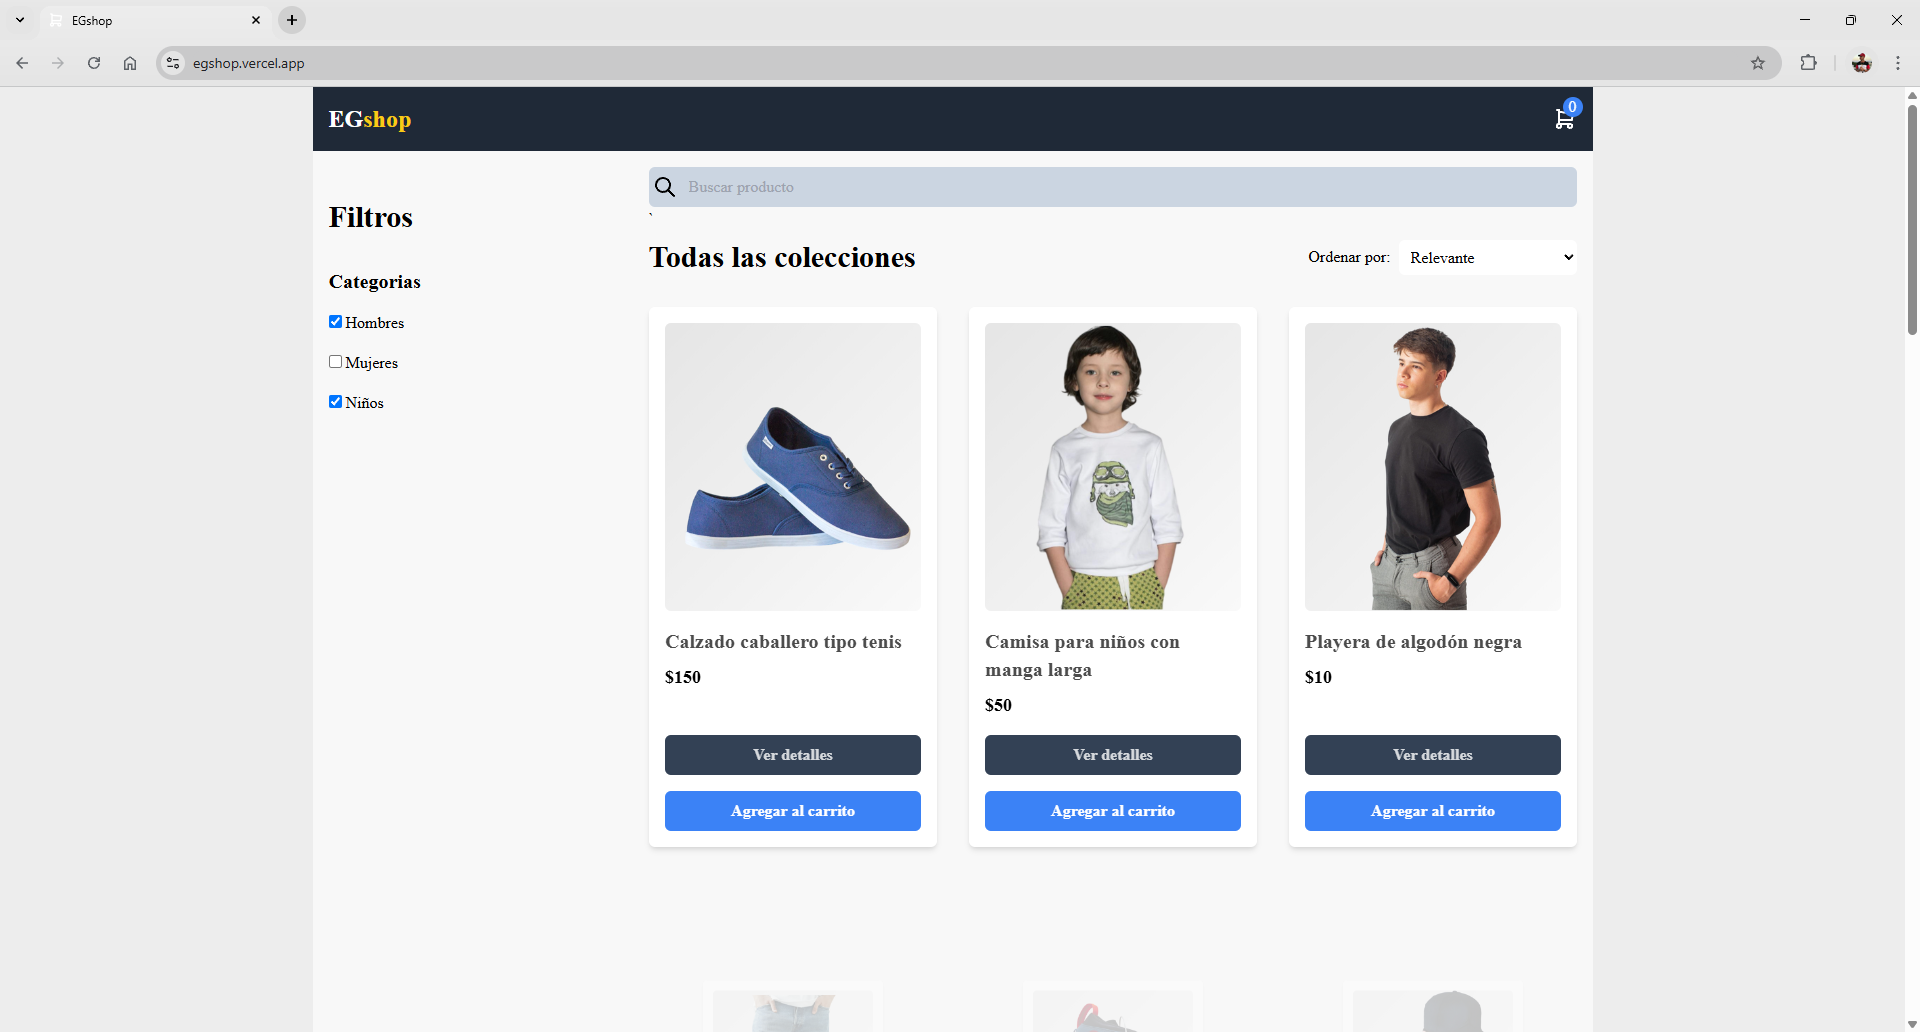 EGshop
egshop.vercel.app
EGshop
0
Buscar producto
`
Filtros
Todas las colecciones
Ordenar por:
Relevante
Categorias
Hombres
Mujeres
Niños
Calzado caballero tipo tenis
$150
Ver detalles
Agregar al carrito
Camisa para niños con
manga larga
$50
Ver detalles
Agregar al carrito
Playera de algodón negra
$10
Ver detalles
Agregar al carrito